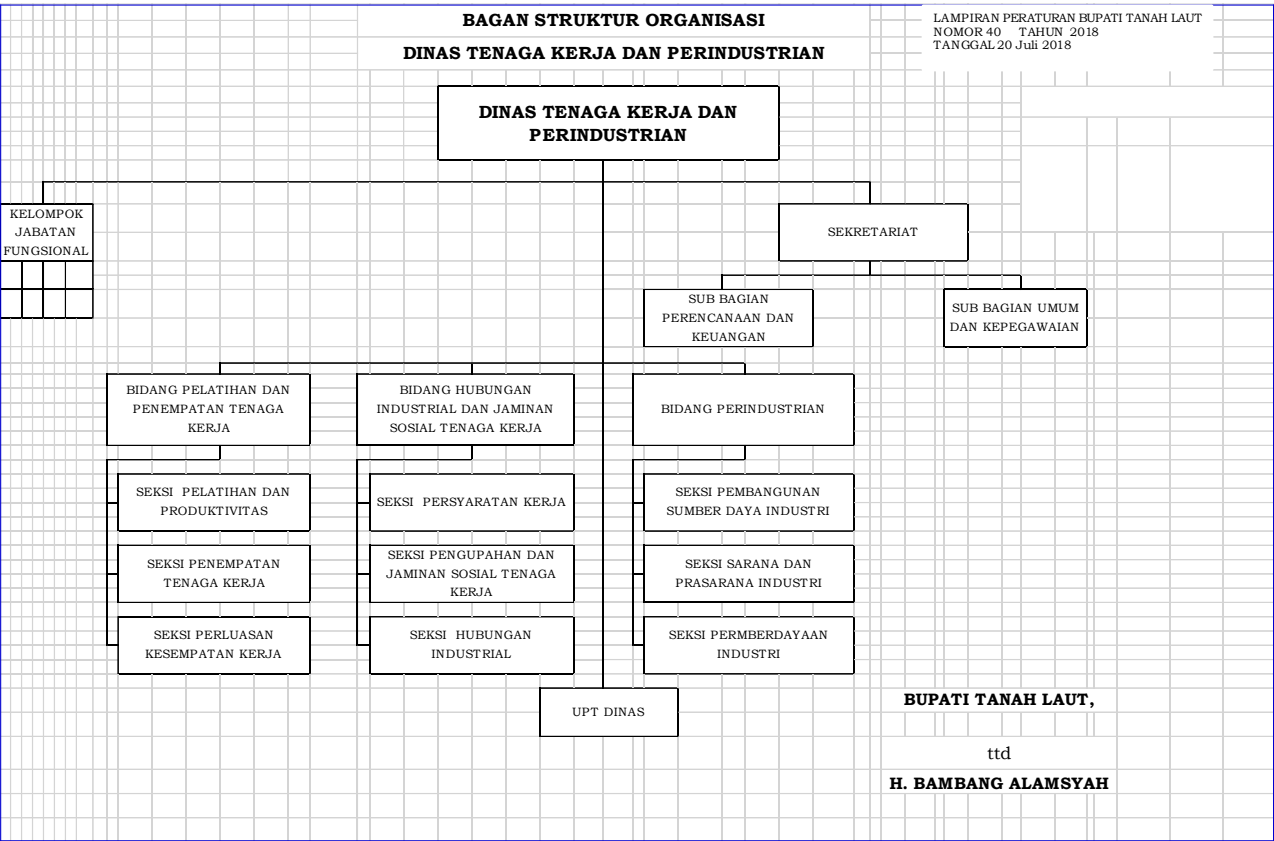 BAGAN STRUKTUR ORGANISASI
DINAS TENAGA KERJA DAN PERINDUSTRIAN
LAMPIRAN PERATURAN BUPATI TANAH LAUT
NOMOR 40 TAHUN 2018
TANGGAL 20 Juli 2018
DINAS TENAGA KERJA DAN
PERINDUSTRIAN
KELOMPOK
JABATAN
FUNGSIONAL
SEKRETARIAT
SUB BAGIAN
PERENCANAAN DAN
KEUANGAN
SUB BAGIAN UMUM
DAN KEPEGAWAIAN
BIDANG PELATIHAN DAN
PENEMPATAN TENAGA
KERJA
BIDANG HUBUNGAN
INDUSTRIAL DAN JAMINAN
SOSIAL TENAGA KERJA
BIDANG PERINDUSTRIAN
SEKSI PELATIHAN DAN
PRODUKTIVITAS
SEKSI PERSYARATAN KERJA
SEKSI PEMBANGUNAN
SUMBER DAYA INDUSTRI
SEKSI PENEMPATAN
TENAGA KERJA
SEKSI PENGUPAHAN DAN
JAMINAN SOSIAL TENAGA
KERJA
SEKSI SARANA DAN
PRASARANA INDUSTRI
SEKSI PERLUASAN
KESEMPATAN KERJA
SEKSI HUBUNGAN
INDUSTRIAL
SEKSI PERMBERDAYAAN
INDUSTRI
UPT DINAS
BUPATI TANAH LAUT,
ttd
H. BAMBANG ALAMSYAH